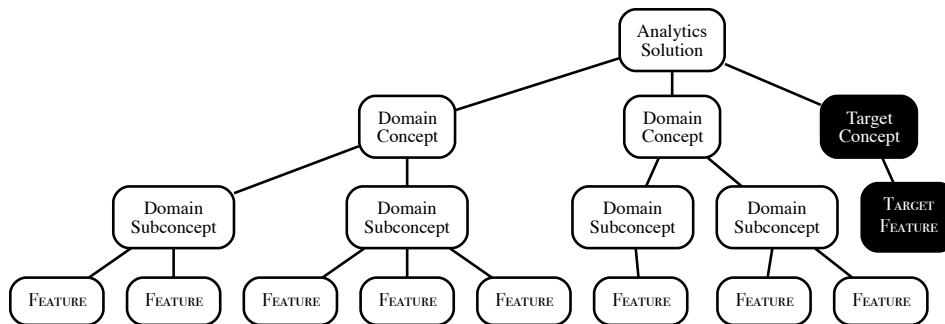 Analytics
Solution
Domain
Concept
Domain
Concept
Target
Concept
Domain
Subconcept
Domain
Subconcept
Domain
Subconcept
Domain
Subconcept
Target
Feature
Feature
Feature
Feature
Feature
Feature
Feature
Feature
Feature